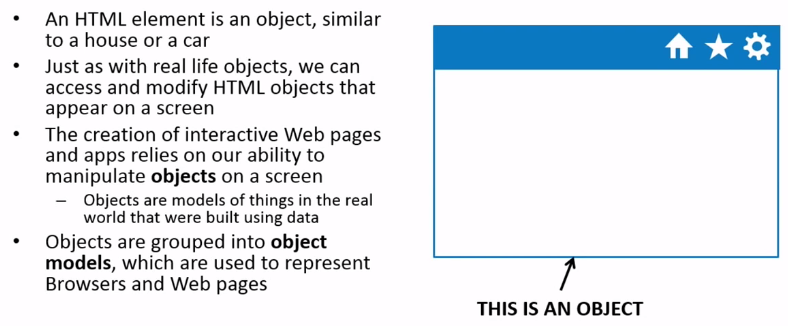 • An HTML element is an object, similar
to a house or a car
• Just as with real life objects, we can
access and modify HTML objects that
appear on a screen
• The creation of interactive Web pages
and apps relies on our ability to
manipulate objects on a screen
– Objects are models of things in the real
world that were built using data
• Objects are grouped into object
models, which are used to represent
Browsers and Web pages
THIS IS AN OBJECT